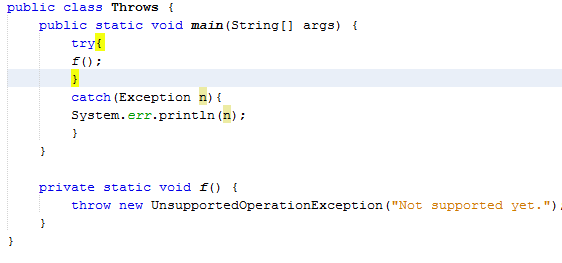 public class Throws {
public static void main(String[] args) {
try{
f();
}
catch(Exception n){
System.err.println(n);
}
}
private static void f() {
throw new UnsupportedOperationException("Not supported yet.")
}
}